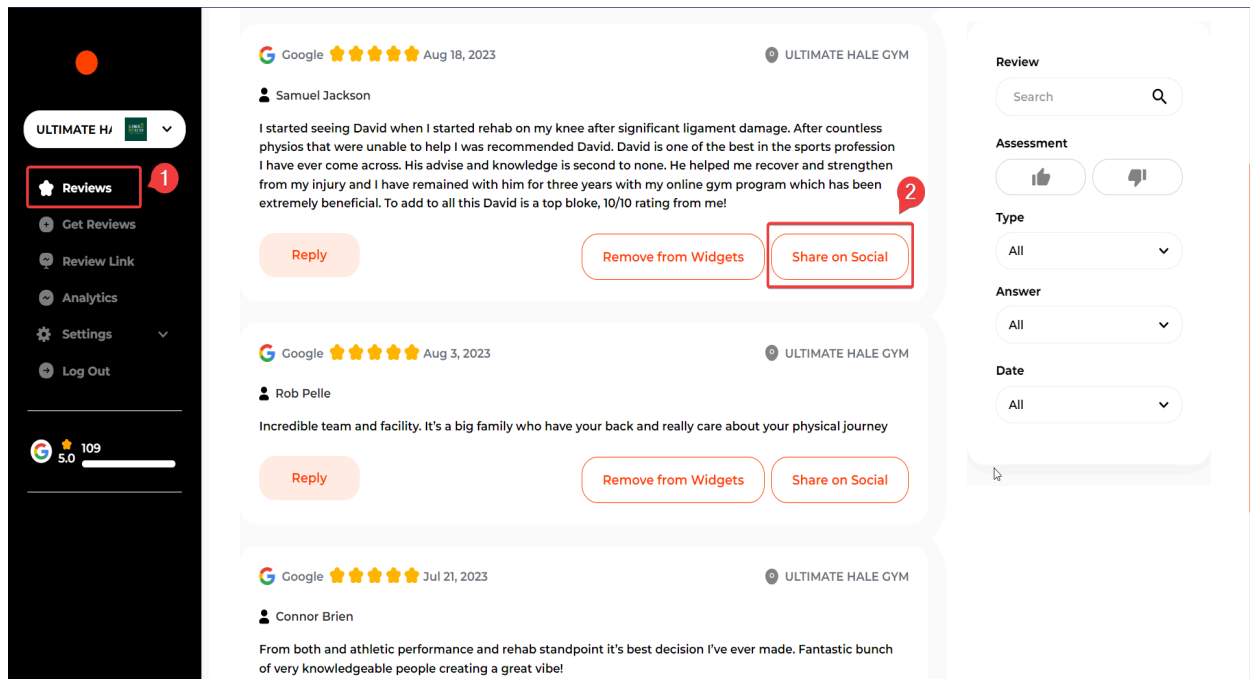 ULTIMATE H
Reviews
1
Get Reviews
Review Link
Analytics
Settings
Log Out
5.0
109
Google Aug 18, 2023 ULTIMATE HALE GYM
Samuel Jackson
I started seeing David when I started rehab on my knee after significant ligament damage. After countless
physios that were unable to help I was recommended David. David is one of the best in the sports profession
I have ever come across. His advise and knowledge is second to none. He helped me recover and strengthen
from my injury and I have remained with him for three years with my online gym program which has been
extremely beneficial. To add to all this David is a top bloke, 10/10 rating from me!
2
Reply Remove from Widgets Share on Social
Google Aug 3, 2023 ULTIMATE HALE GYM
Rob Pelle
Incredible team and facility. It's a big family who have your back and really care about your physical journey
Reply Remove from Widgets Share on Social
Google Jul 21, 2023 ULTIMATE HALE GYM
Connor Brien
From both and athletic performance and rehab standpoint it's best decision I've ever made. Fantastic bunch
of very knowledgeable people creating a great vibe!
Review
Search
Assessment
Type
All
Answer
All
Date
All